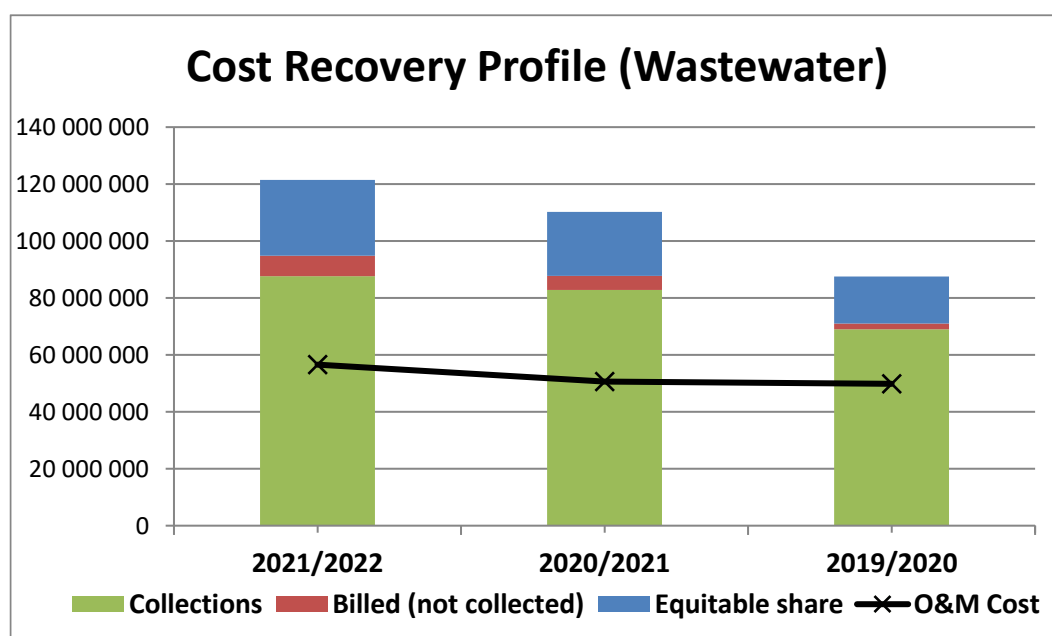 Cost Recovery Profile (Wastewater)
140 000 000
120 000 000
100 000 000
80 000 000
60 000 000
40 000 000
20 000 000
0
2021/2022 2020/2021 2019/2020
Collections Billed (not collected) Equitable share O&M Cost